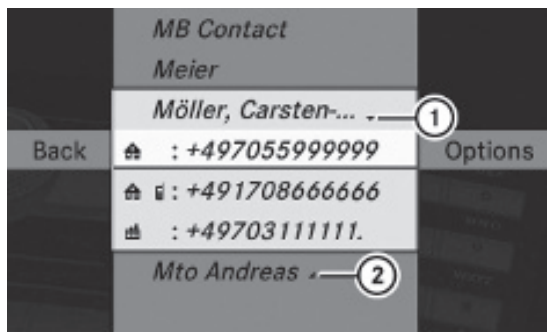 MB Contact
Meier
Möller, Carsten-... 1
Back : +497055999999 Options
: +491708666666
: +49703111111.
Mto Andreas 2